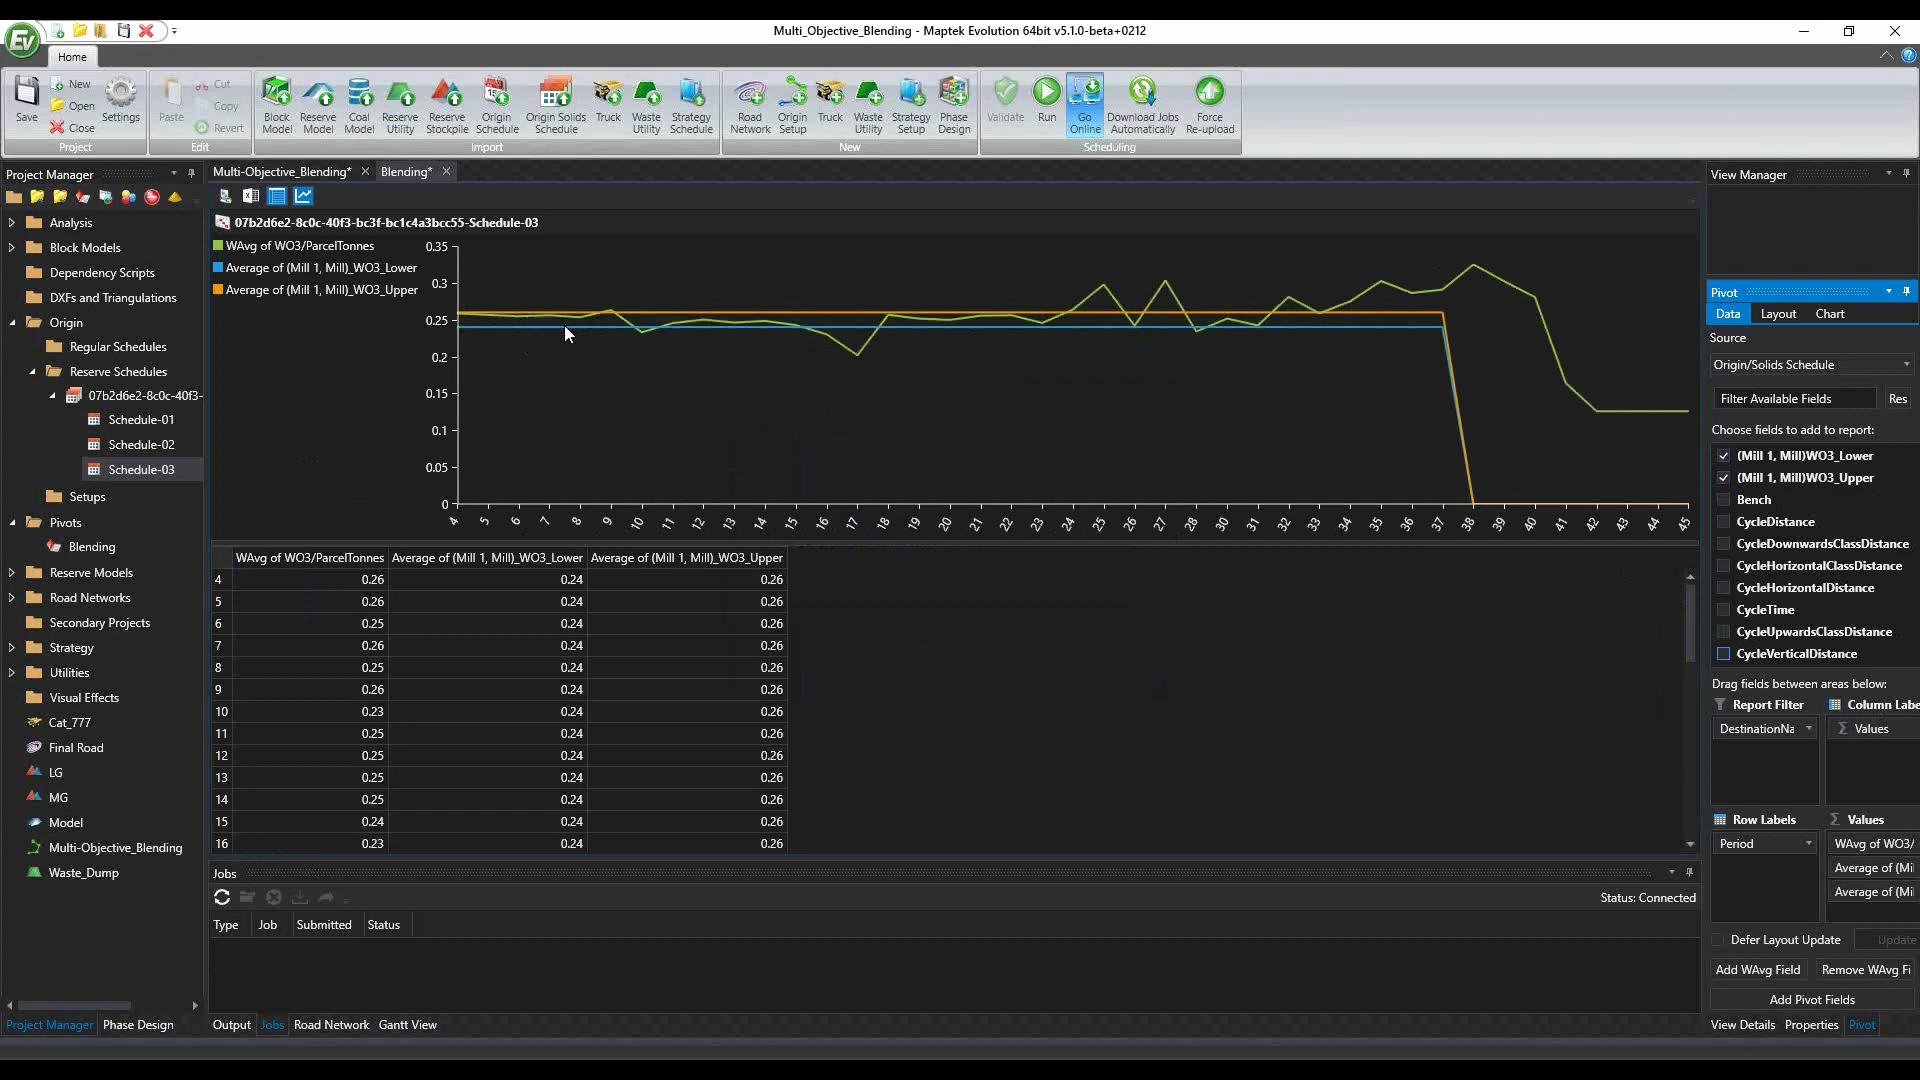 Multi_Objective_Blending - Maptek Evolution 64bit v5.1.0-beta+0212
EV
Home
Save
New
Open
Close
Settings
Paste
Cut
Copy
Revert
Block Model
Reserve Model
Coal Model
Reserve Utility
Reserve Stockpile
Origin Schedule
Origin Solids Schedule
Truck
Waste Utility
Strategy Schedule
Road Network
Origin Setup
Truck
Waste Utility
Strategy Setup
Phase Design
Validate
Run
Go Online
Download Jobs Automatically
Force Re-upload
Project
Edit
Import
New
Scheduling
Project Manager
Analysis
Block Models
Dependency Scripts
DXFs and Triangulations
Origin
Regular Schedules
Reserve Schedules
07b2d6e2-8c0c-40f3-
Schedule-01
Schedule-02
Schedule-03
Setups
Pivots
Blending
Reserve Models
Road Networks
Secondary Projects
Strategy
Utilities
Visual Effects
Cat_777
Final Road
LG
MG
Model
Multi-Objective_Blending
Waste_Dump
Project Manager Phase Design
Multi-Objective_Blending* Blending*
07b2d6e2-8c0c-40f3-bc3f-bc1c4a3bcc55-Schedule-03
WAvg of WO3/ParcelTonnes
Average of (Mill 1, Mill)_WO3_Lower
Average of (Mill 1, Mill)_WO3_Upper
0.35
0.3
0.25
0.2
0.15
0.1
0.05
0
4 5 6 7 8 9 10 11 12 13 14 15 16 17 18 19 20 21 22 23 24 25 26 27 28 30 31 32 33 34 35 36 37 38 39 40 41 42 43 44 45
WAvg of WO3/ParcelTonnes Average of (Mill 1, Mill)_WO3_Lower Average of (Mill 1, Mill)_WO3_Upper
4 0.26 0.24 0.26
5 0.26 0.24 0.26
6 0.25 0.24 0.26
7 0.26 0.24 0.26
8 0.25 0.24 0.26
9 0.26 0.24 0.26
10 0.23 0.24 0.26
11 0.25 0.24 0.26
12 0.25 0.24 0.26
13 0.25 0.24 0.26
14 0.25 0.24 0.26
15 0.24 0.24 0.26
16 0.23 0.24 0.26
Jobs
Status: Connected
Type Job Submitted Status
Output Jobs Road Network Gantt View
View Manager
Pivot
Data Layout Chart
Source
Origin/Solids Schedule
Filter Available Fields Res
Choose fields to add to report:
(Mill 1, Mill)WO3_Lower
(Mill 1, Mill)WO3_Upper
Bench
CycleDistance
CycleDownwardsClassDistance
CycleHorizontalClassDistance
CycleHorizontalDistance
CycleTime
CycleUpwardsClassDistance
CycleVerticalDistance
Drag fields between areas below:
Report Filter Column Labe
DestinationNa Σ Values
Row Labels Σ Values
Period WAvg of WO3/
Average of (Mi
Average of (Mi
Defer Layout Update Update
Add WAvg Field Remove WAvg Fi
Add Pivot Fields
View Details Properties Pivot